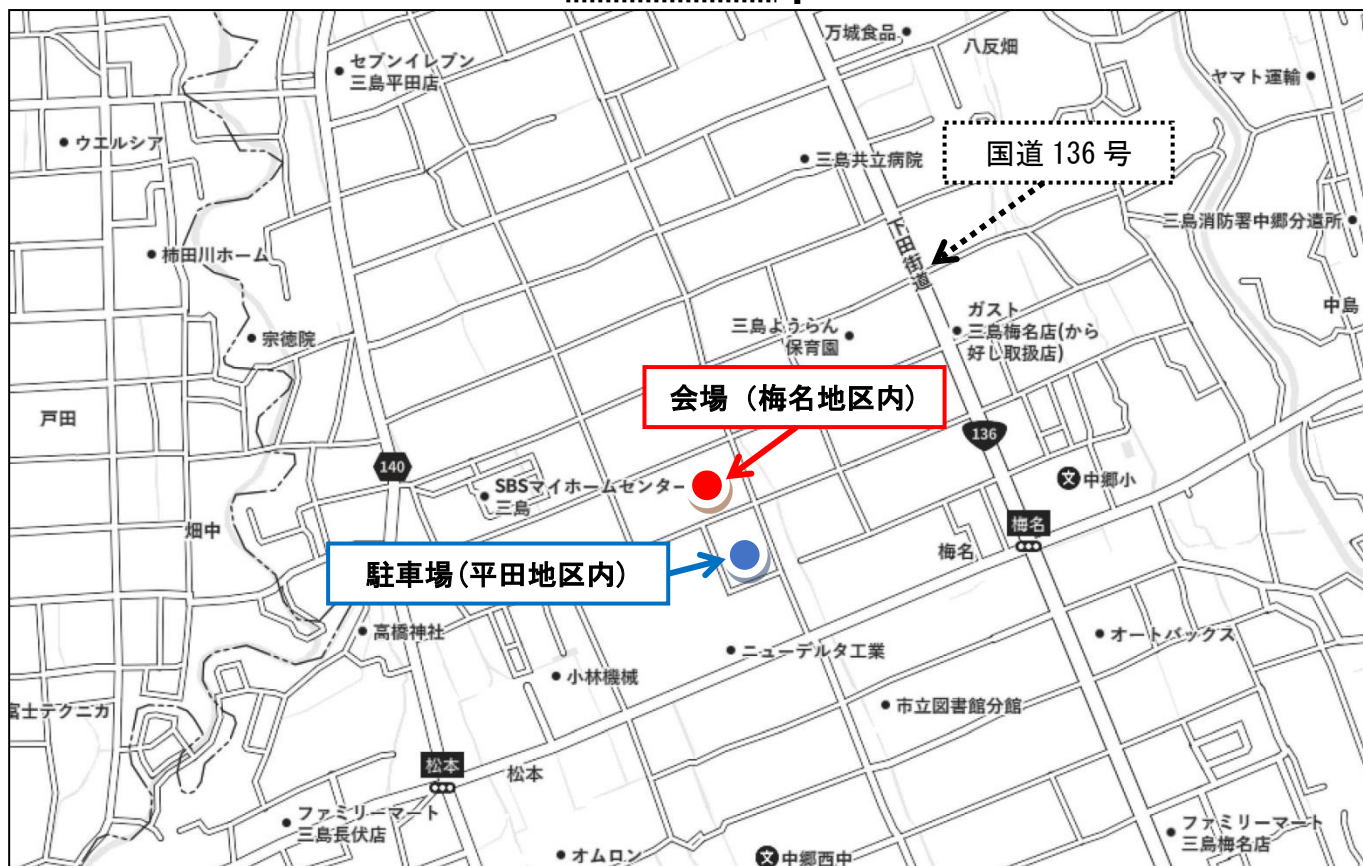 万城食品
八反畑
セブンイレブン
三島平田店
ヤマト運輸
ウエルシア
国道 136 号
三島共立病院
三島消防署中郷分遣所
下田街道
柿田川ホーム
中島
ガスト
三島梅名店(から
好し取扱店)
三島ようらん
保育園
宗徳院
会場（梅名地区内）
戸田
136
140
SBSマイホームセンター
三島
中郷小
文
畑中
梅名
梅名
駐車場(平田地区内)
高橋神社
オートバックス
ニューデルタ工業
小林機械
市立図書館分館
富士テクニカ
松本
松本
ファミリーマート
三島長伏店
ファミリーマート
三島梅名店
オムロン
文
中郷西中